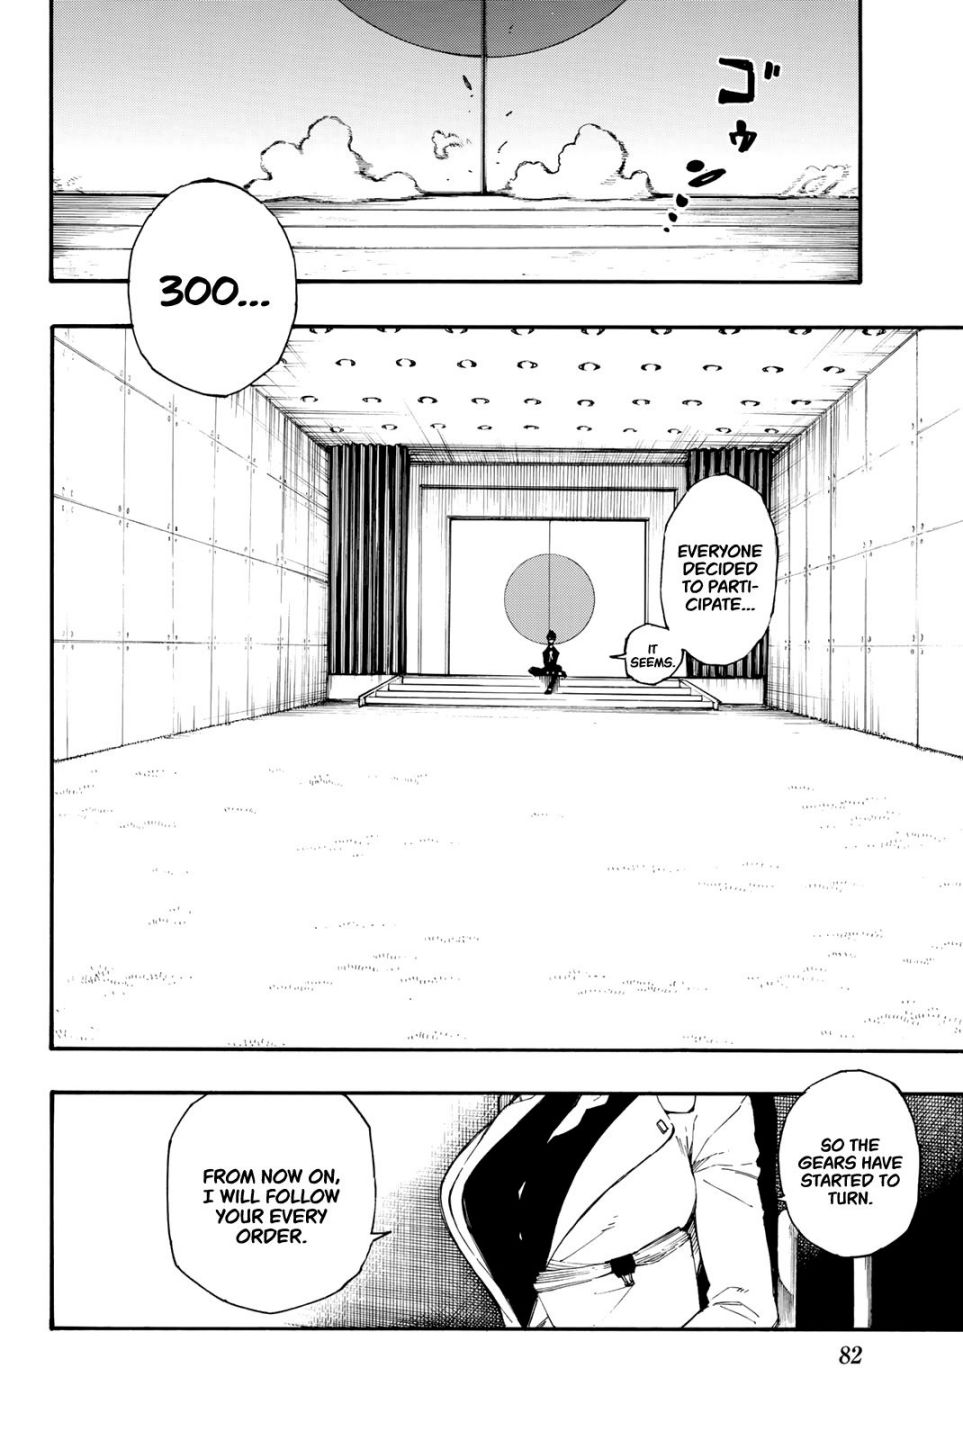 ゴゥン
300...
EVERYONE
DECIDED
TO PARTI-
CIPATE...
IT
SEEMS.
SO THE
GEARS HAVE
STARTED TO
TURN.
FROM NOW ON,
I WILL FOLLOW
YOUR EVERY
ORDER.
82